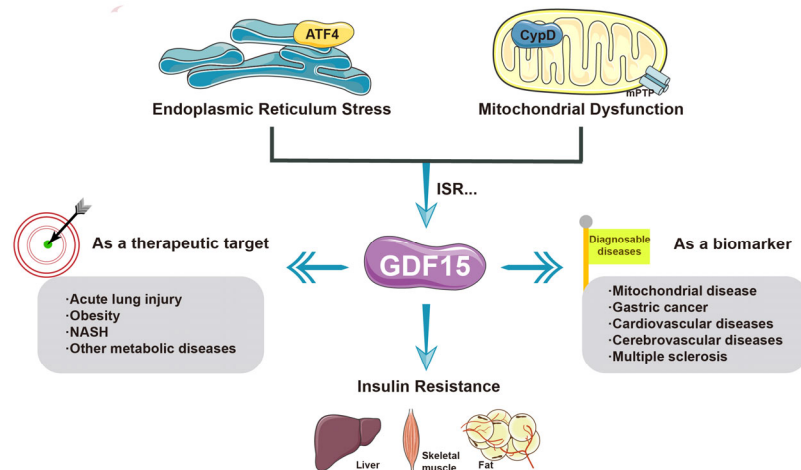 ATF4
CypD
mPTP
Endoplasmic Reticulum Stress
Mitochondrial Dysfunction
ISR...
As a therapeutic target
GDF15
Diagnosable
diseases
As a biomarker
·Acute lung injury
·Obesity
·NASH
·Other metabolic diseases
·Mitochondrial disease
·Gastric cancer
·Cardiovascular diseases
·Cerebrovascular diseases
·Multiple sclerosis
Insulin Resistance
Liver
Skeletal
muscle
Fat